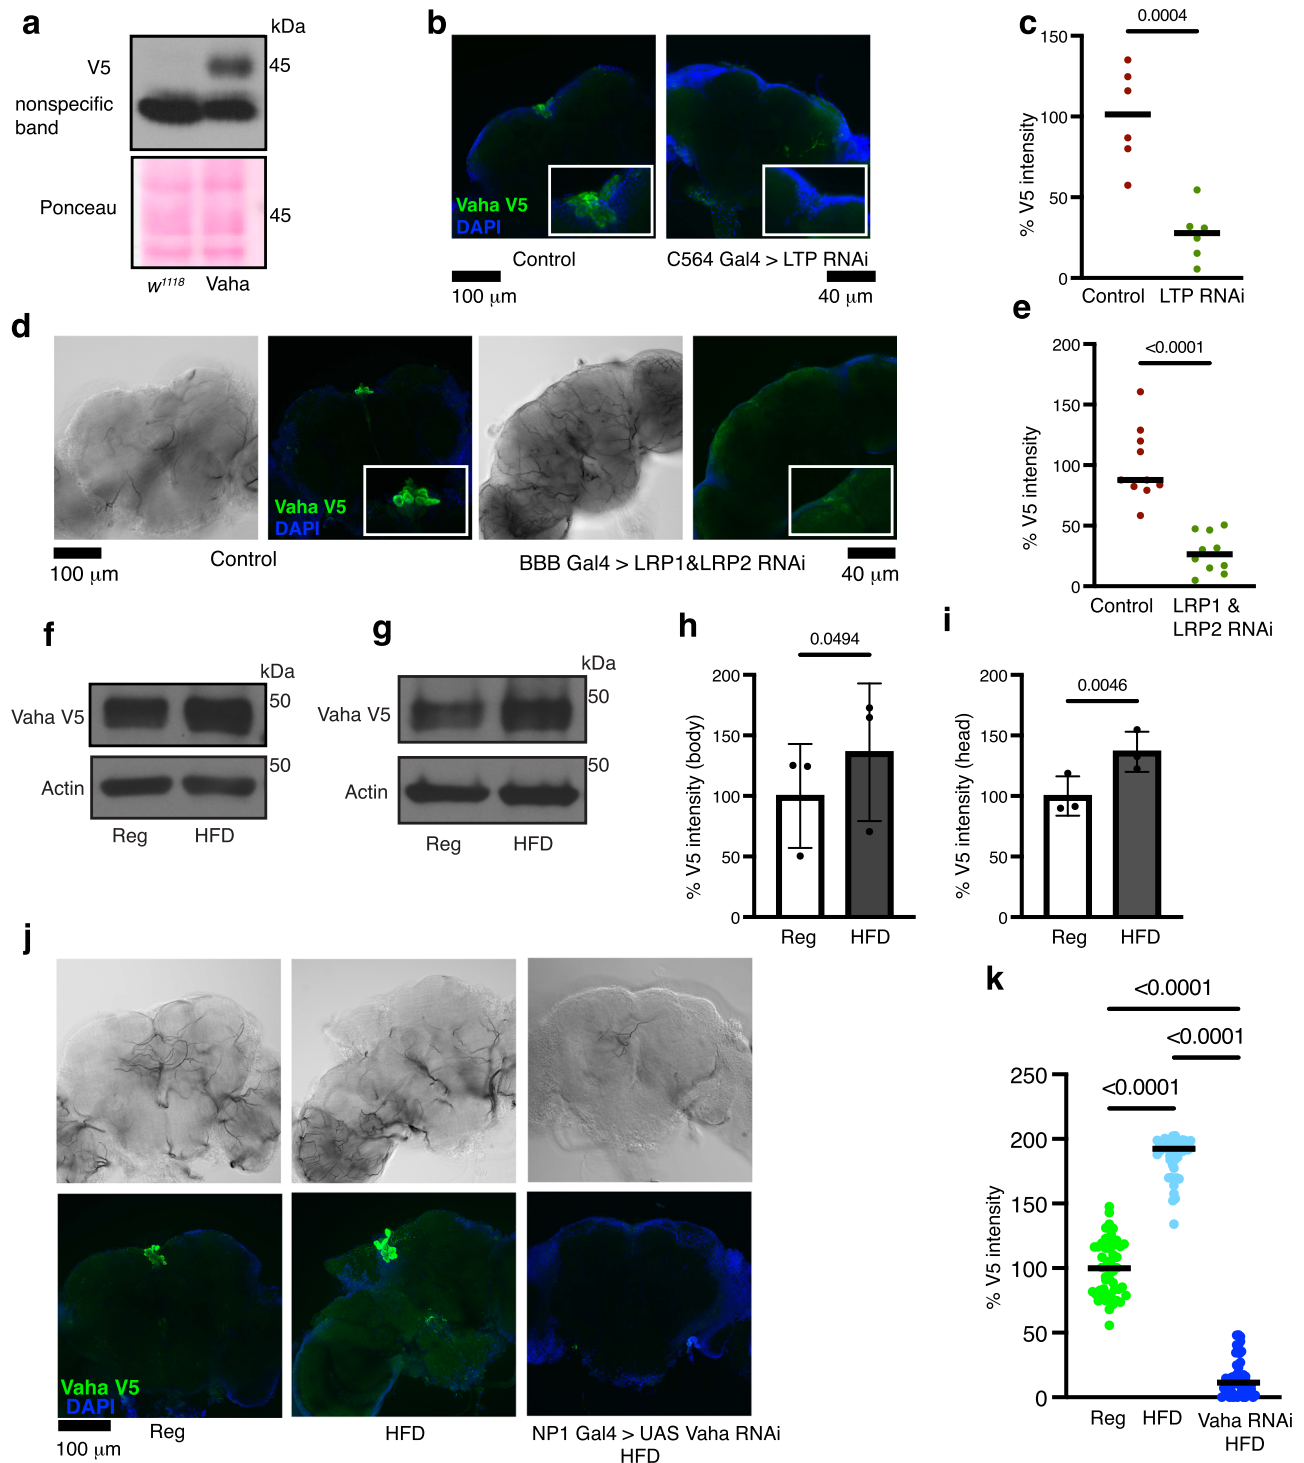 a
kDa
V5
45
nonspecific
band
Ponceau
45
w1118
Vaha
b
Vaha V5
DAPI
Control
C564 Gal4 > LTP RNAi
100 μm
40 μm
c
0.0004
% V5 intensity
150
100
50
0
Control
LTP RNAi
d
Vaha V5
DAPI
Control
BBB Gal4 > LRP1&LRP2 RNAi
100 μm
40 μm
e
<0.0001
% V5 intensity
200
150
100
50
0
Control
LRP1 &
LRP2 RNAi
f
kDa
Vaha V5
50
Actin
50
Reg
HFD
g
kDa
Vaha V5
50
Actin
50
Reg
HFD
h
0.0494
% V5 intensity (body)
200
150
100
50
0
Reg
HFD
i
0.0046
% V5 intensity (head)
200
150
100
50
0
Reg
HFD
j
Vaha V5
DAPI
100 μm
Reg
HFD
NP1 Gal4 > UAS Vaha RNAi
HFD
k
<0.0001
<0.0001
<0.0001
% V5 intensity
250
200
150
100
50
0
Reg
HFD
Vaha RNAi
HFD